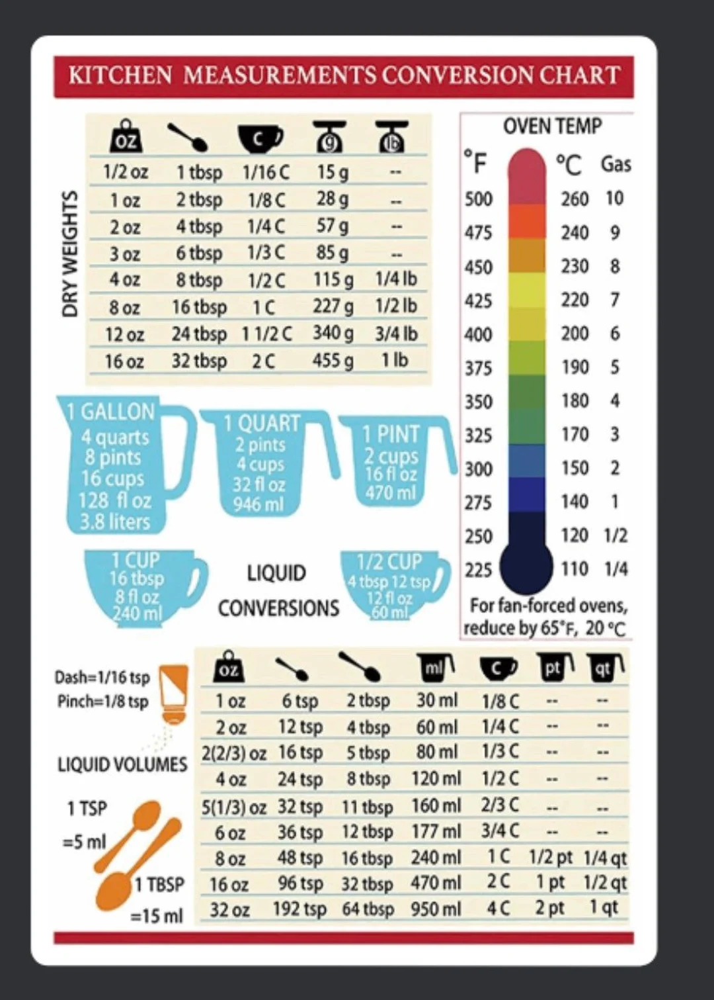 KITCHEN MEASUREMENTS CONVERSION CHART
DRY WEIGHTS
oz C g lb
1/2 oz 1 tbsp 1/16 C 15 g --
1 oz 2 tbsp 1/8 C 28 g --
2 oz 4 tbsp 1/4 C 57 g --
3 oz 6 tbsp 1/3 C 85 g --
4 oz 8 tbsp 1/2 C 115 g 1/4 lb
8 oz 16 tbsp 1 C 227 g 1/2 lb
12 oz 24 tbsp 1 1/2 C 340 g 3/4 lb
16 oz 32 tbsp 2 C 455 g 1 lb
OVEN TEMP
°F °C Gas
500 260 10
475 240 9
450 230 8
425 220 7
400 200 6
375 190 5
350 180 4
325 170 3
300 150 2
275 140 1
250 120 1/2
225 110 1/4
For fan-forced ovens,
reduce by 65°F, 20 °C
1 GALLON
4 quarts
8 pints
16 cups
128 fl oz
3.8 liters
1 QUART
2 pints
4 cups
32 fl oz
946 ml
1 PINT
2 cups
16 fl oz
470 ml
1 CUP
16 tbsp
8 fl oz
240 ml
LIQUID
CONVERSIONS
1/2 CUP
4 tbsp 12 tsp
12 fl oz
60 ml
Dash=1/16 tsp
Pinch=1/8 tsp
LIQUID VOLUMES
1 TSP
=5 ml
1 TBSP
=15 ml
oz ml C pt qt
1 oz 6 tsp 2 tbsp 30 ml 1/8 C -- --
2 oz 12 tsp 4 tbsp 60 ml 1/4 C -- --
2(2/3) oz 16 tsp 5 tbsp 80 ml 1/3 C -- --
4 oz 24 tsp 8 tbsp 120 ml 1/2 C -- --
5(1/3) oz 32 tsp 11 tbsp 160 ml 2/3 C -- --
6 oz 36 tsp 12 tbsp 177 ml 3/4 C -- --
8 oz 48 tsp 16 tbsp 240 ml 1 C 1/2 pt 1/4 qt
16 oz 96 tsp 32 tbsp 470 ml 2 C 1 pt 1/2 qt
32 oz 192 tsp 64 tbsp 950 ml 4 C 2 pt 1 qt